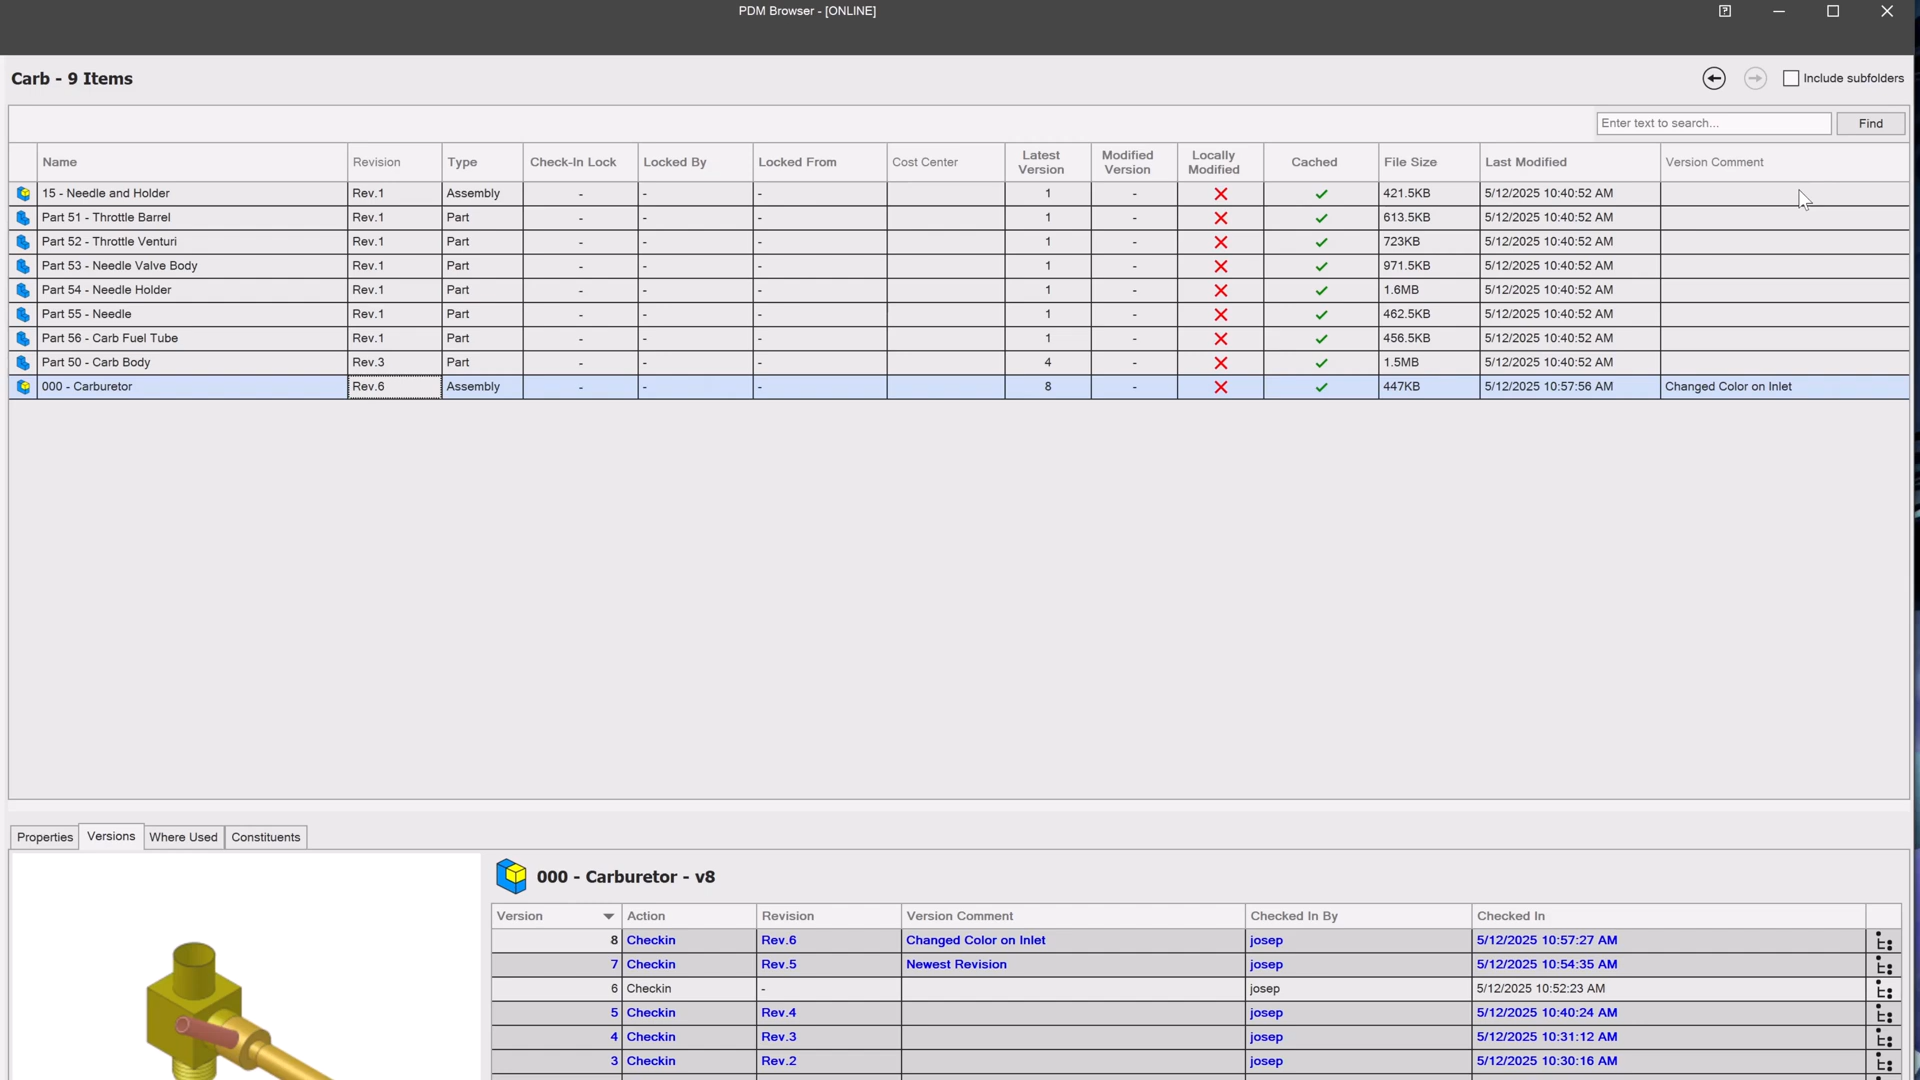 PDM Browser - [ONLINE]
Carb - 9 Items
Include subfolders
Enter text to search...
Find
Name Revision Type Check-In Lock Locked By Locked From Cost Center Latest Version Modified Version Locally Modified Cached File Size Last Modified Version Comment
15 - Needle and Holder Rev.1 Assembly - - - 1 - 421.5KB 5/12/2025 10:40:52 AM
Part 51 - Throttle Barrel Rev.1 Part - - - 1 - 613.5KB 5/12/2025 10:40:52 AM
Part 52 - Throttle Venturi Rev.1 Part - - - 1 - 723KB 5/12/2025 10:40:52 AM
Part 53 - Needle Valve Body Rev.1 Part - - - 1 - 971.5KB 5/12/2025 10:40:52 AM
Part 54 - Needle Holder Rev.1 Part - - - 1 - 1.6MB 5/12/2025 10:40:52 AM
Part 55 - Needle Rev.1 Part - - - 1 - 462.5KB 5/12/2025 10:40:52 AM
Part 56 - Carb Fuel Tube Rev.1 Part - - - 1 - 456.5KB 5/12/2025 10:40:52 AM
Part 50 - Carb Body Rev.3 Part - - - 4 - 1.5MB 5/12/2025 10:40:52 AM
000 - Carburetor Rev.6 Assembly - - - 8 - 447KB 5/12/2025 10:57:56 AM Changed Color on Inlet
Properties Versions Where Used Constituents
000 - Carburetor - v8
Version Action Revision Version Comment Checked In By Checked In
8 Checkin Rev.6 Changed Color on Inlet josep 5/12/2025 10:57:27 AM
7 Checkin Rev.5 Newest Revision josep 5/12/2025 10:54:35 AM
6 Checkin - josep 5/12/2025 10:52:23 AM
5 Checkin Rev.4 josep 5/12/2025 10:40:24 AM
4 Checkin Rev.3 josep 5/12/2025 10:31:12 AM
3 Checkin Rev.2 josep 5/12/2025 10:30:16 AM